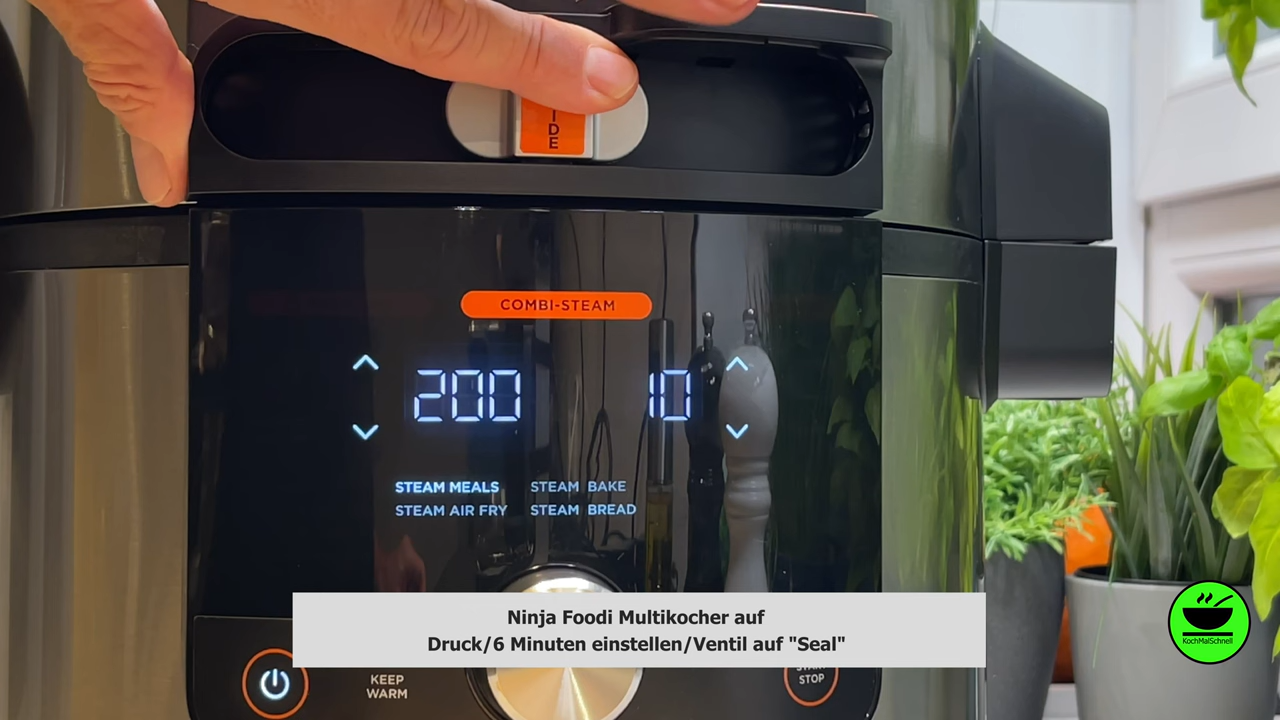 IDE
COMBI-STEAM
200 10
STEAM MEALS STEAM BAKE
STEAM AIR FRY STEAM BREAD
Ninja Foodi Multikocher auf
Druck/6 Minuten einstellen/Ventil auf "Seal"
KochMalSchnell
KEEP
WARM
STOP